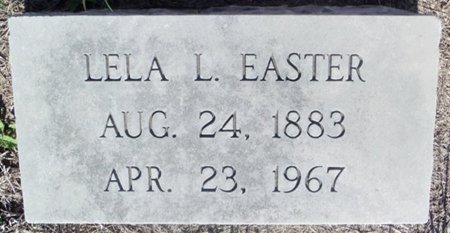 LELA L. EASTER
AUG. 24, 1883
APR. 23, 1967